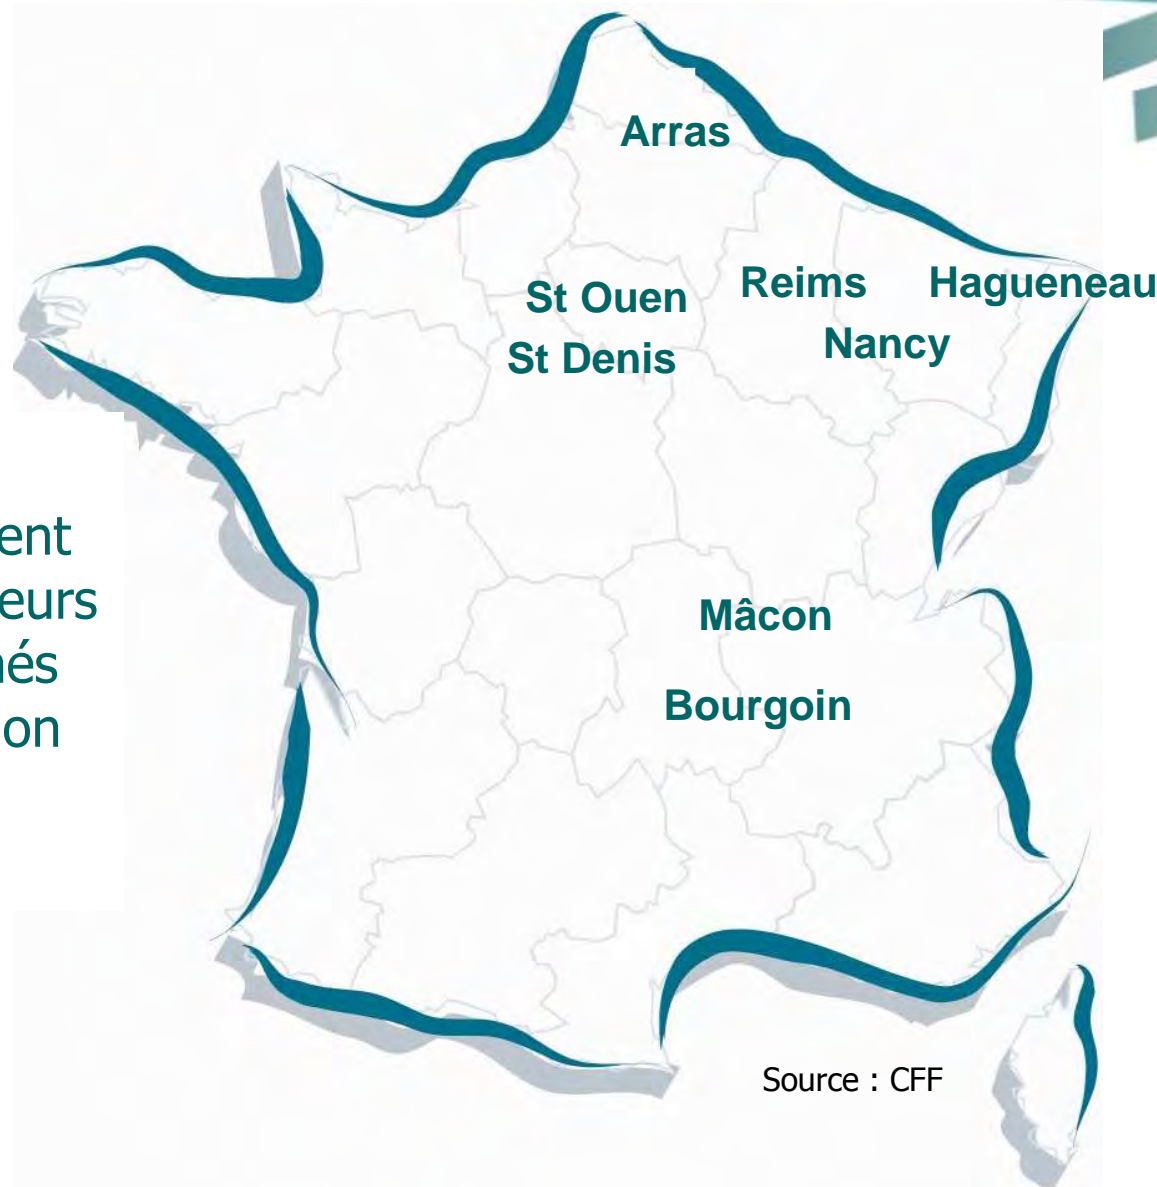 Arras
Reims Hagueneau
St Ouen
Nancy
St Denis
ent
eurs
nés
on
Mâcon
Bourgoin
Source : CFF